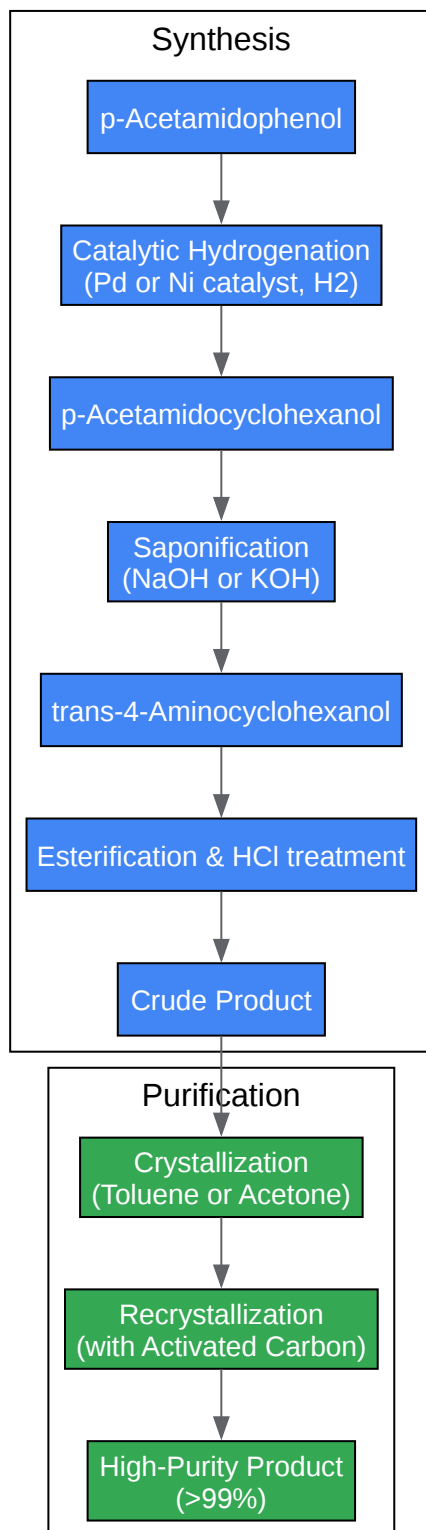 Synthesis
p-Acetamidophenol
Catalytic Hydrogenation
(Pd or Ni catalyst, H2)
p-Acetamidocyclohexanol
Saponification
(NaOH or KOH)
trans-4-Aminocyclohexanol
Esterification & HCl treatment
Crude Product
Purification
Crystallization
(Toluene or Acetone)
Recrystallization
(with Activated Carbon)
High-Purity Product
(>99%)